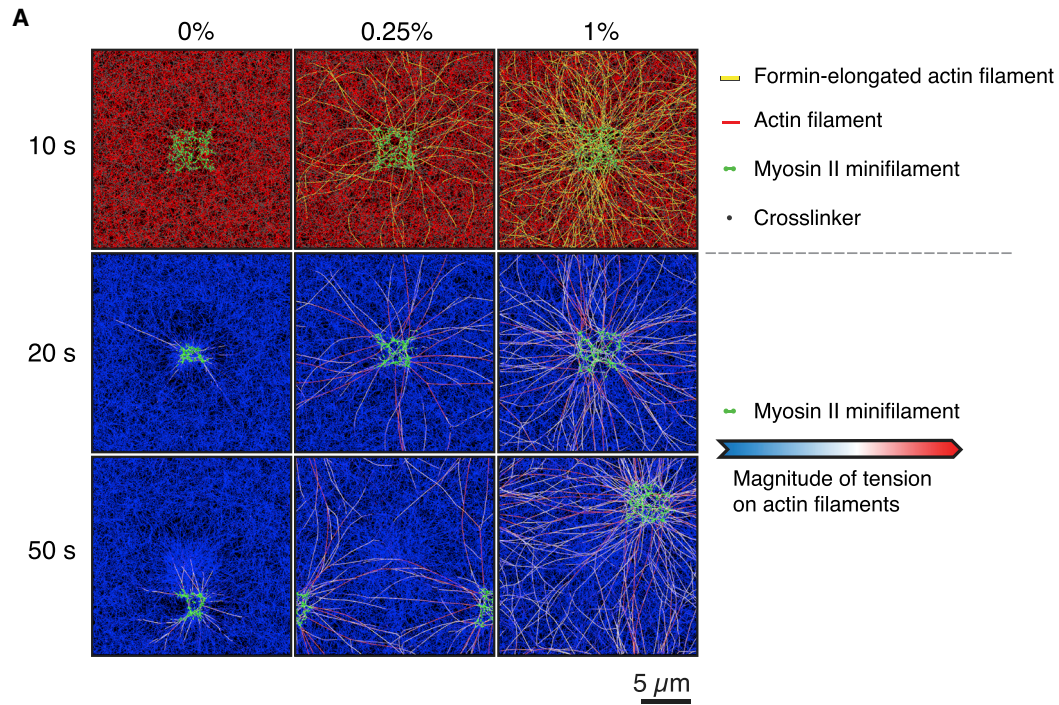 A
0% 0.25% 1%
10 s
Formin-elongated actin filament
Actin filament
Myosin II minifilament
Crosslinker
20 s
50 s
Myosin II minifilament
Magnitude of tension
on actin filaments
5 µm